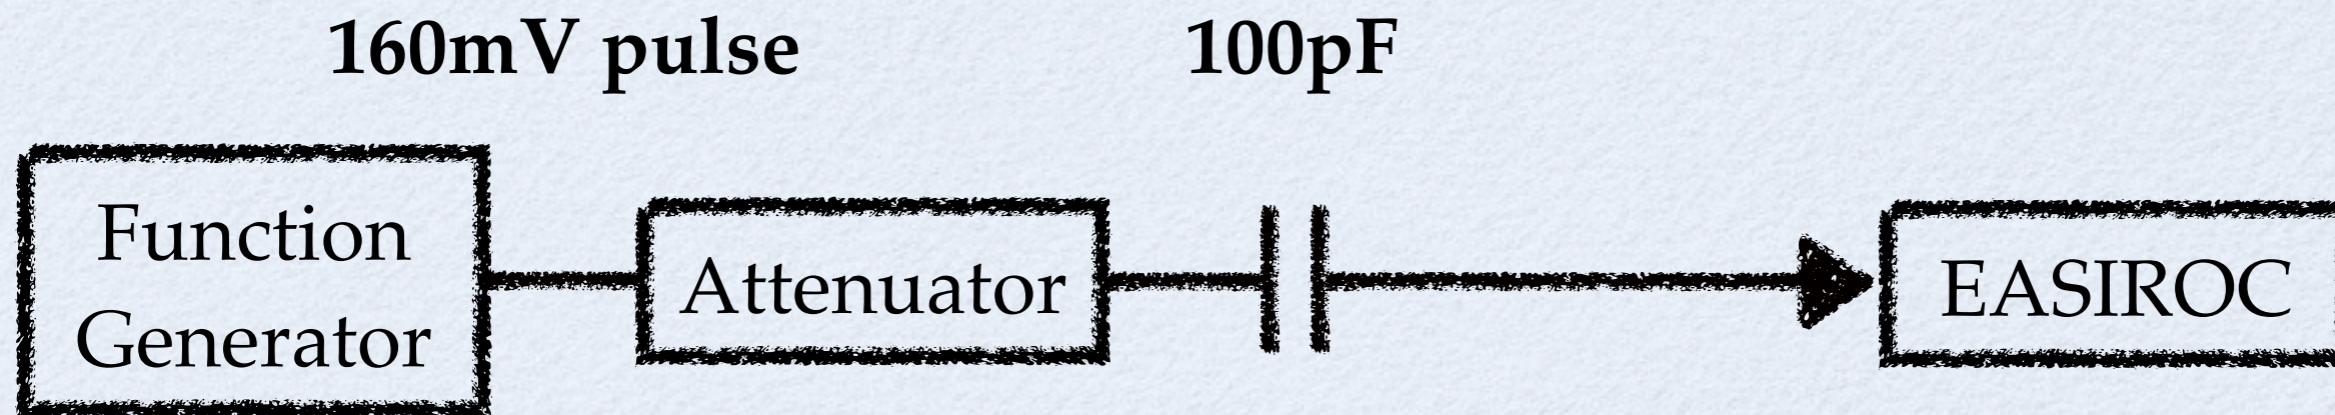 160mV pulse
100pF
Function
Generator
Attenuator
EASIROC